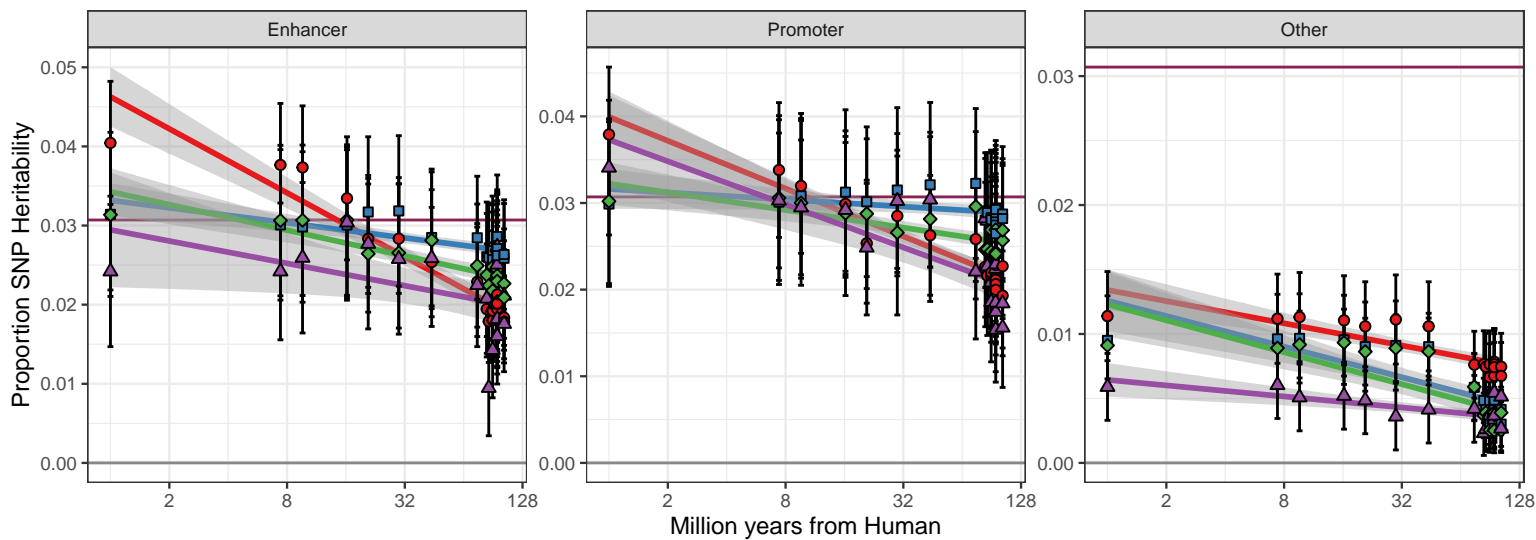 Enhancer
Promoter
Other
Proportion SNP Heritability
0.05
0.04
0.03
0.02
0.01
0.00
0.04
0.03
0.02
0.01
0.00
0.03
0.02
0.01
0.00
2 8 32 128
2 8 32 128
2 8 32 128
Million years from Human